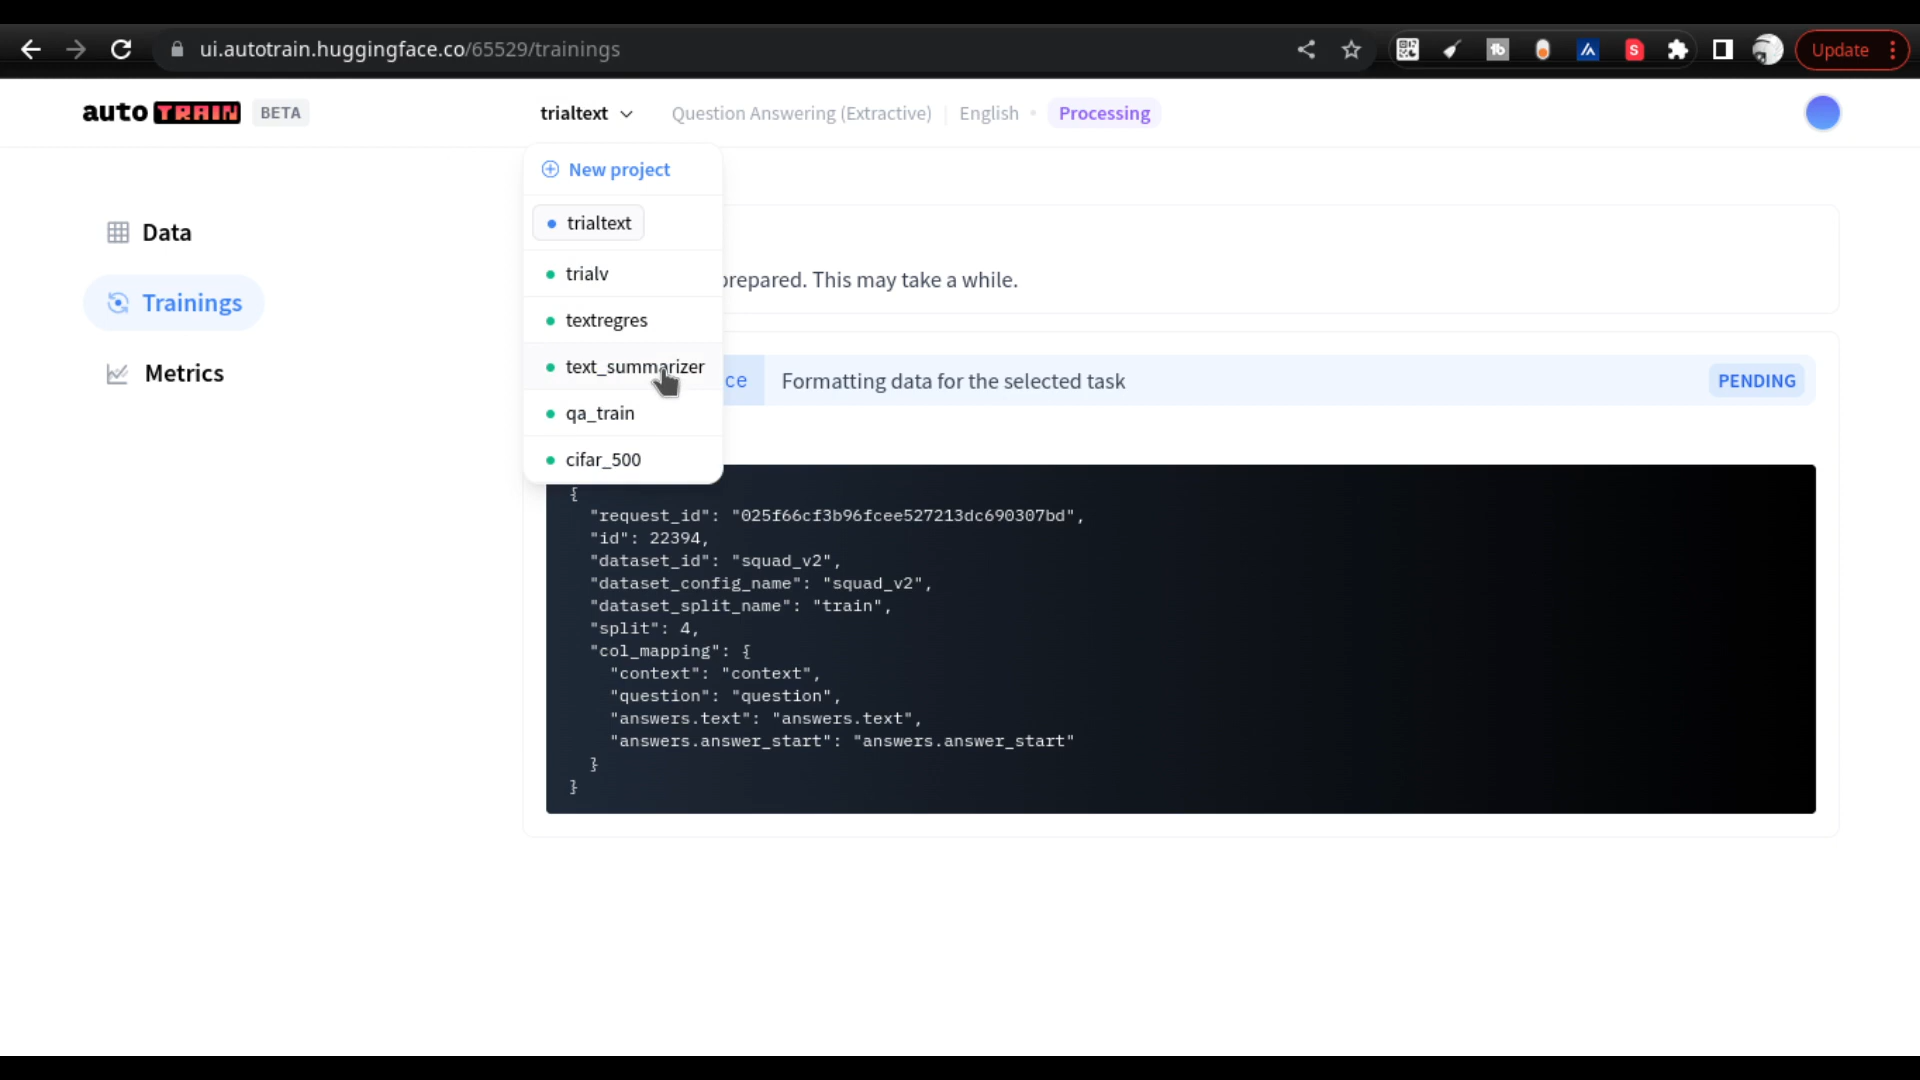 ui.autotrain.huggingface.co/65529/trainings
Update
auto TRAIN BETA
trialtext
Question Answering (Extractive)
English
Processing
New project
trialtext
trialv
textregres
text_summarizer
qa_train
cifar_500
Data
Trainings
Metrics
prepared. This may take a while.
ce
Formatting data for the selected task
PENDING
{
"request_id": "025f66cf3b96fcee527213dc690307bd",
"id": 22394,
"dataset_id": "squad_v2",
"dataset_config_name": "squad_v2",
"dataset_split_name": "train",
"split": 4,
"col_mapping": {
"context": "context",
"question": "question",
"answers.text": "answers.text",
"answers.answer_start": "answers.answer_start"
}
}